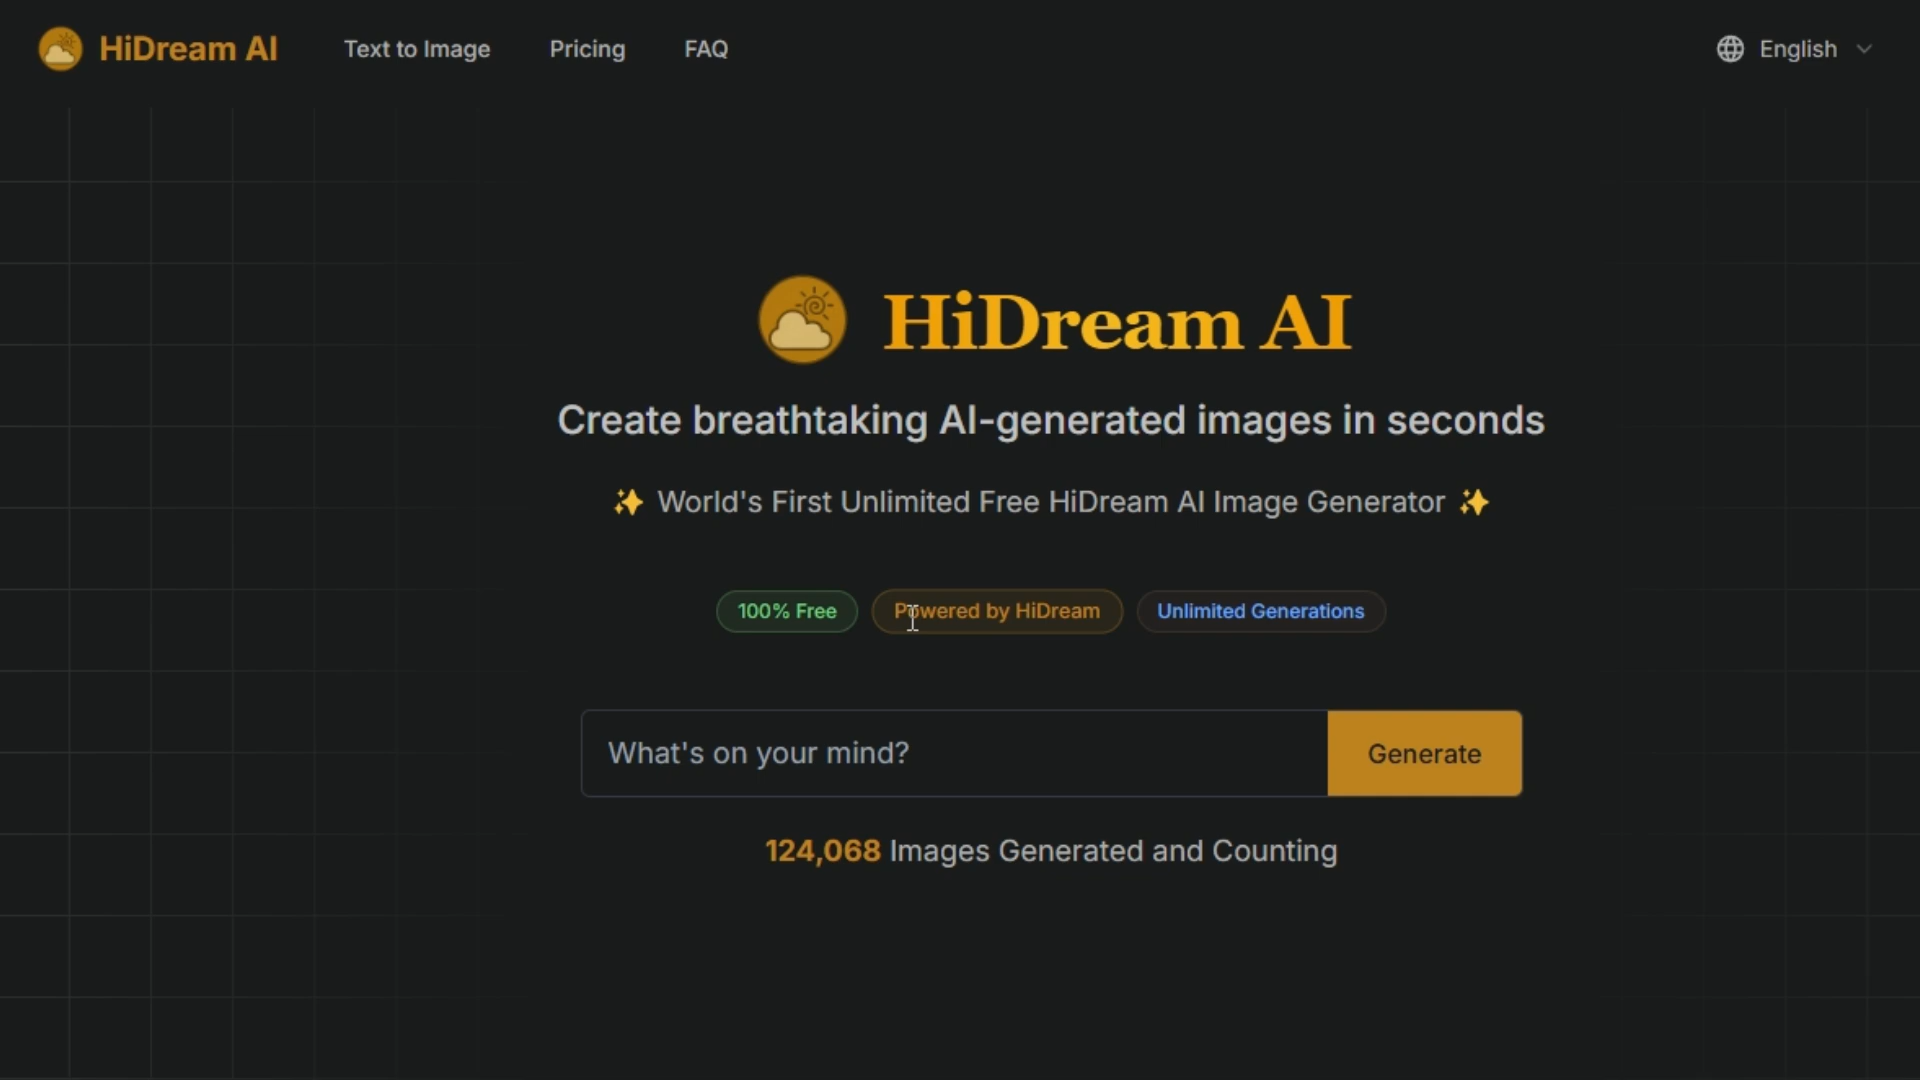 HiDream AI
Text to Image
Pricing
FAQ
English
HiDream AI
Create breathtaking AI-generated images in seconds
✨ World's First Unlimited Free HiDream AI Image Generator ✨
100% Free
Powered by HiDream
Unlimited Generations
What's on your mind?
Generate
124,068 Images Generated and Counting